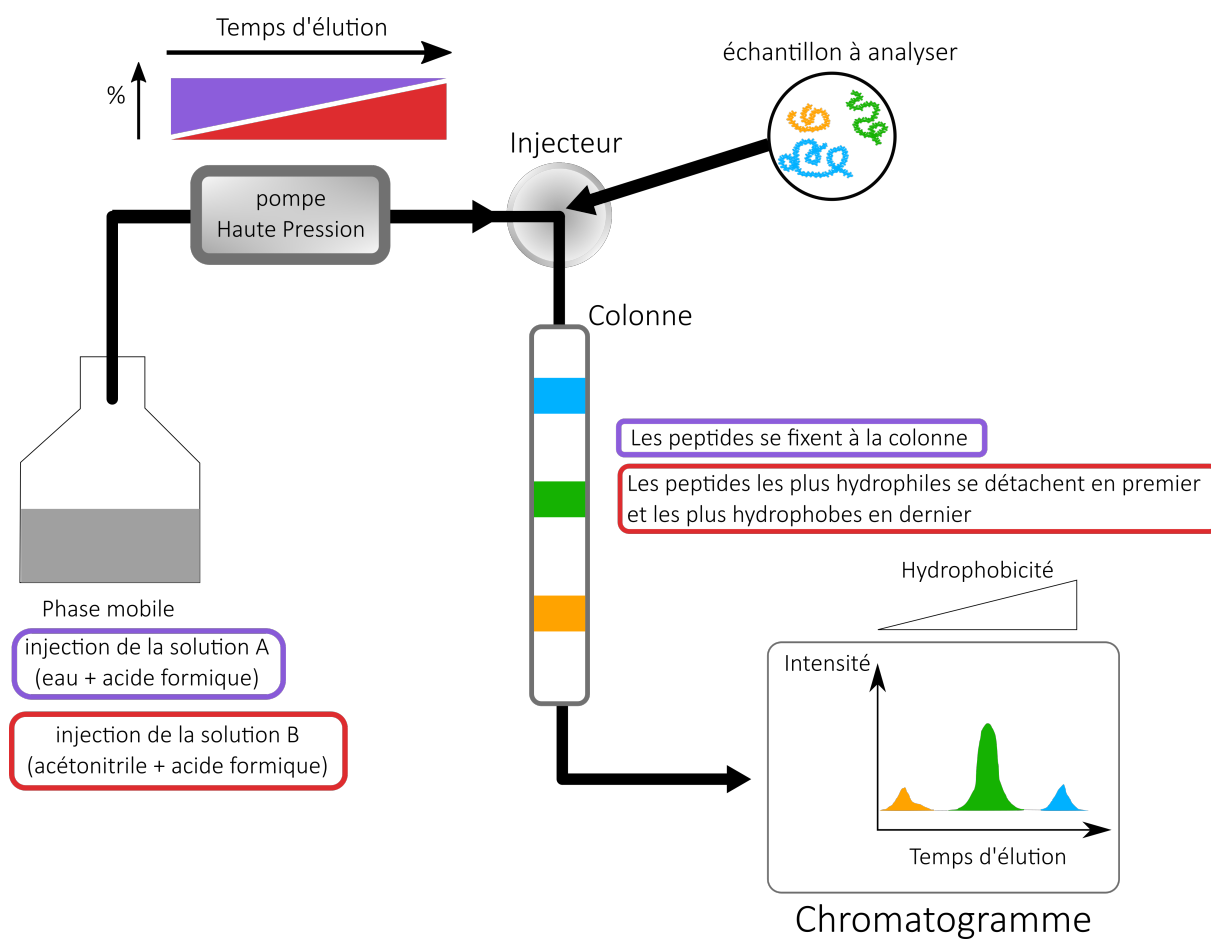 Temps d'élution
%
échantillon à analyser
Injecteur
pompe
Haute Pression
Colonne
Les peptides se fixent à la colonne
Les peptides les plus hydrophiles se détachent en premier
et les plus hydrophobes en dernier
Phase mobile
injection de la solution A
(eau + acide formique)
injection de la solution B
(acétonitrile + acide formique)
Hydrophobicité
Intensité
Temps d'élution
Chromatogramme